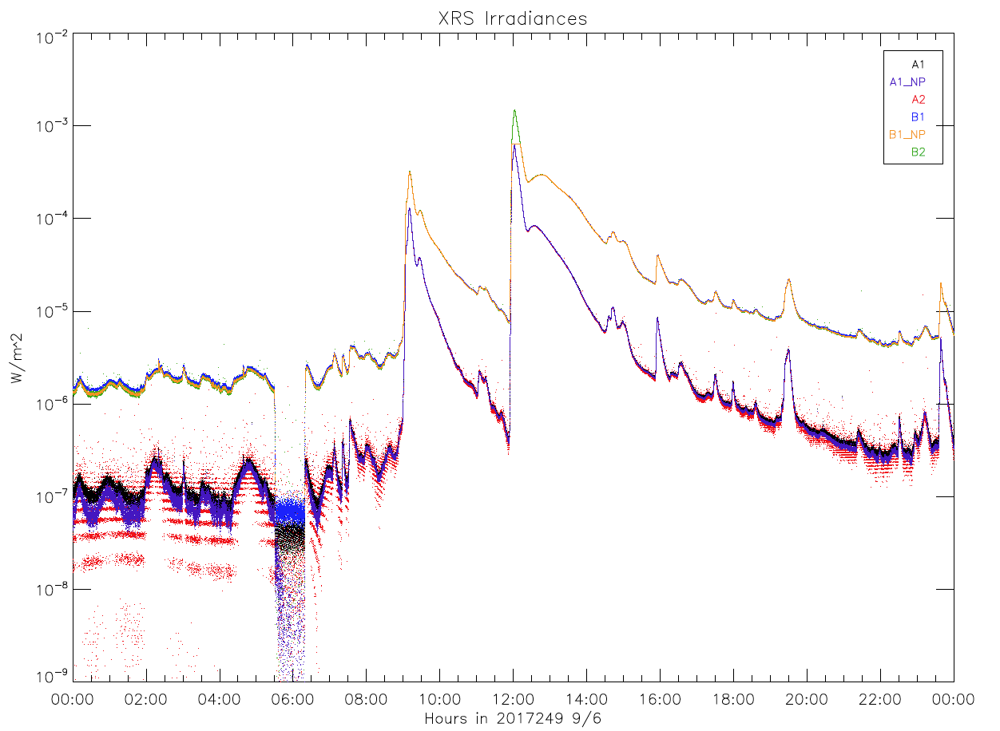 XRS Irradiances
10^-2
10^-3
10^-4
10^-5
10^-6
10^-7
10^-8
10^-9
W/m^2
A1
A1_NP
A2
B1
B1_NP
B2
00:00 02:00 04:00 06:00 08:00 10:00 12:00 14:00 16:00 18:00 20:00 22:00 00:00
Hours in 2017249 9/6